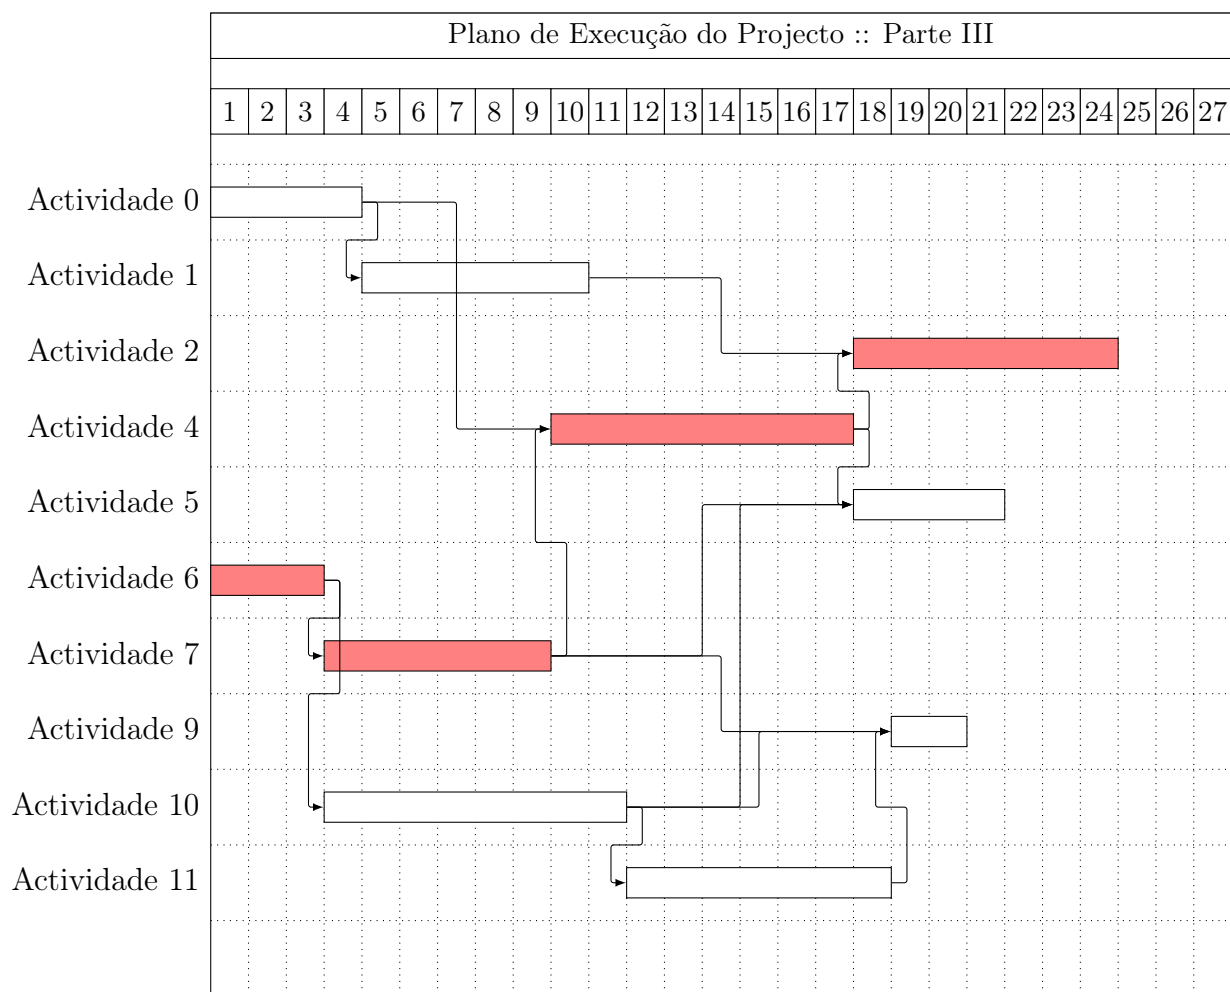 Plano de Execução do Projecto :: Parte III
1 2 3 4 5 6 7 8 9 10 11 12 13 14 15 16 17 18 19 20 21 22 23 24 25 26 27
Actividade 0
Actividade 1
Actividade 2
Actividade 4
Actividade 5
Actividade 6
Actividade 7
Actividade 9
Actividade 10
Actividade 11